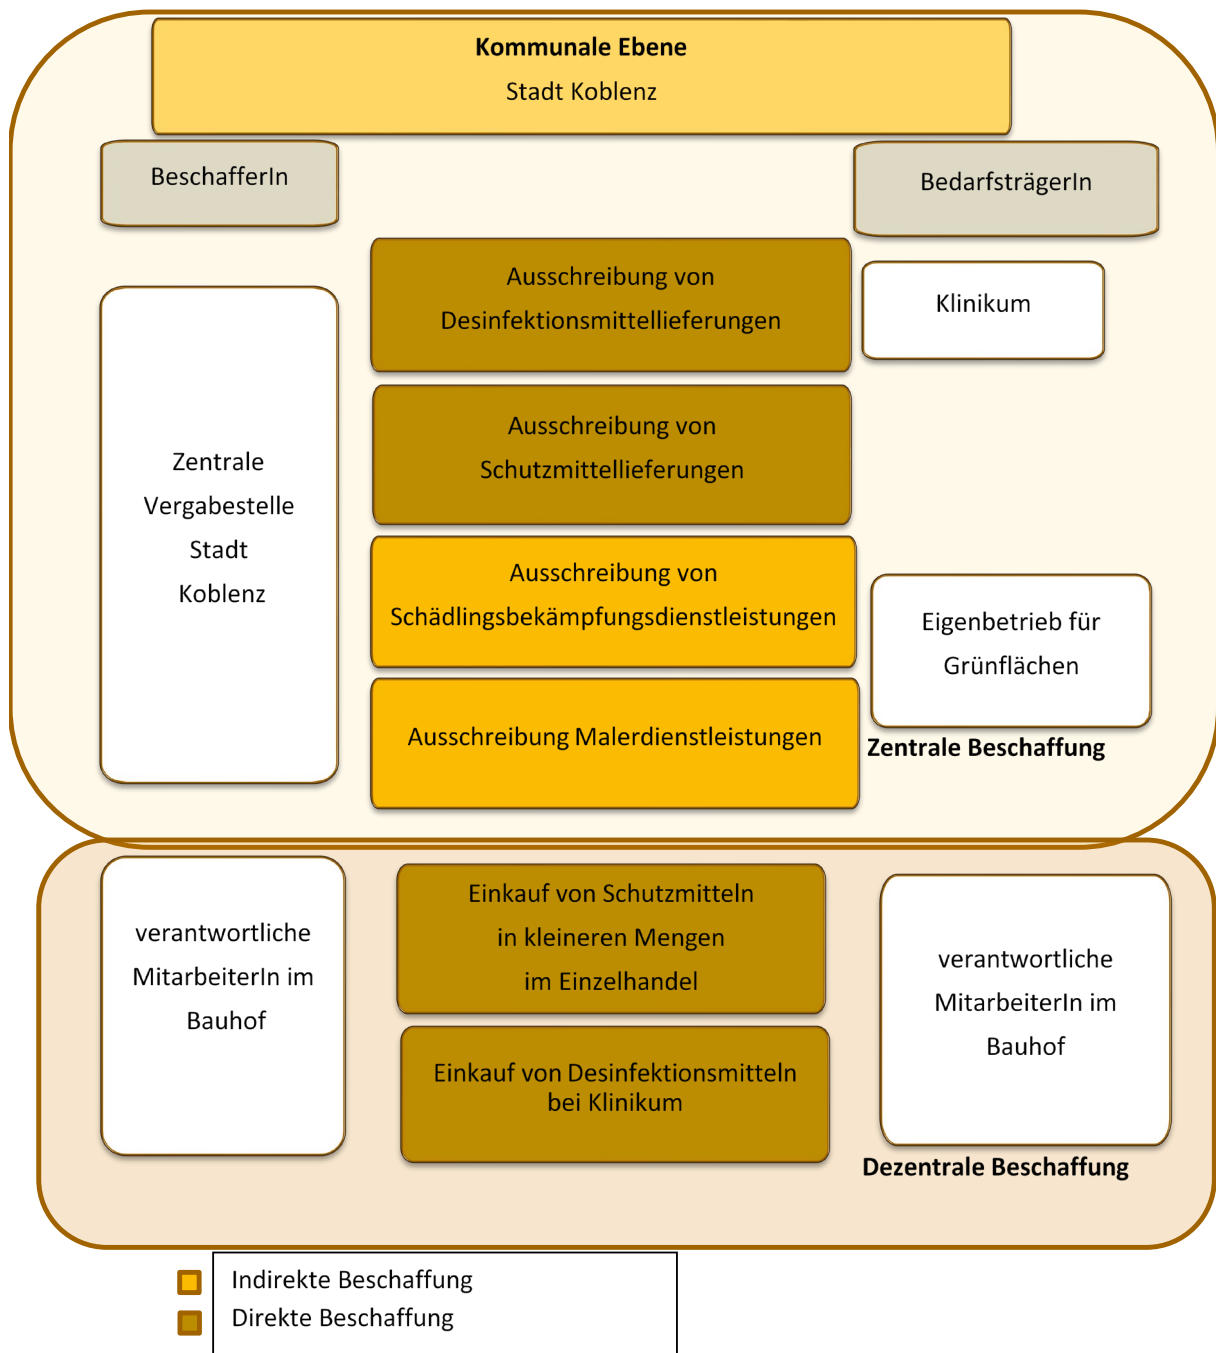 Kommunale Ebene
Stadt Koblenz
BeschafferIn
BedarfsträgerIn
Ausschreibung von
Desinfektionsmittellieferungen
Klinikum
Ausschreibung von
Schutzmittellieferungen
Zentrale
Vergabestelle
Stadt
Koblenz
Ausschreibung von
Schädlingsbekämpfungsdienstleistungen
Eigenbetrieb für
Grünflächen
Ausschreibung Malerdienstleistungen
Zentrale Beschaffung
verantwortliche
MitarbeiterIn im
Bauhof
Einkauf von Schutzmitteln
in kleineren Mengen
im Einzelhandel
verantwortliche
MitarbeiterIn im
Bauhof
Einkauf von Desinfektionsmitteln
bei Klinikum
Dezentrale Beschaffung
Indirekte Beschaffung
Direkte Beschaffung